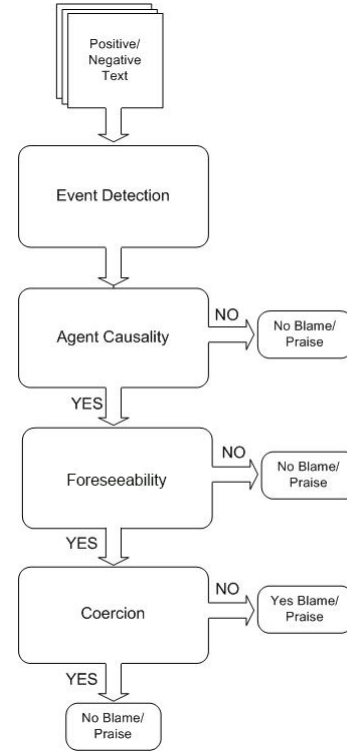 Positive/
Negative
Text
Event Detection
Agent Causality
NO
No Blame/
Praise
YES
Foreseeability
NO
No Blame/
Praise
YES
Coercion
NO
Yes Blame/
Praise
YES
No Blame/
Praise